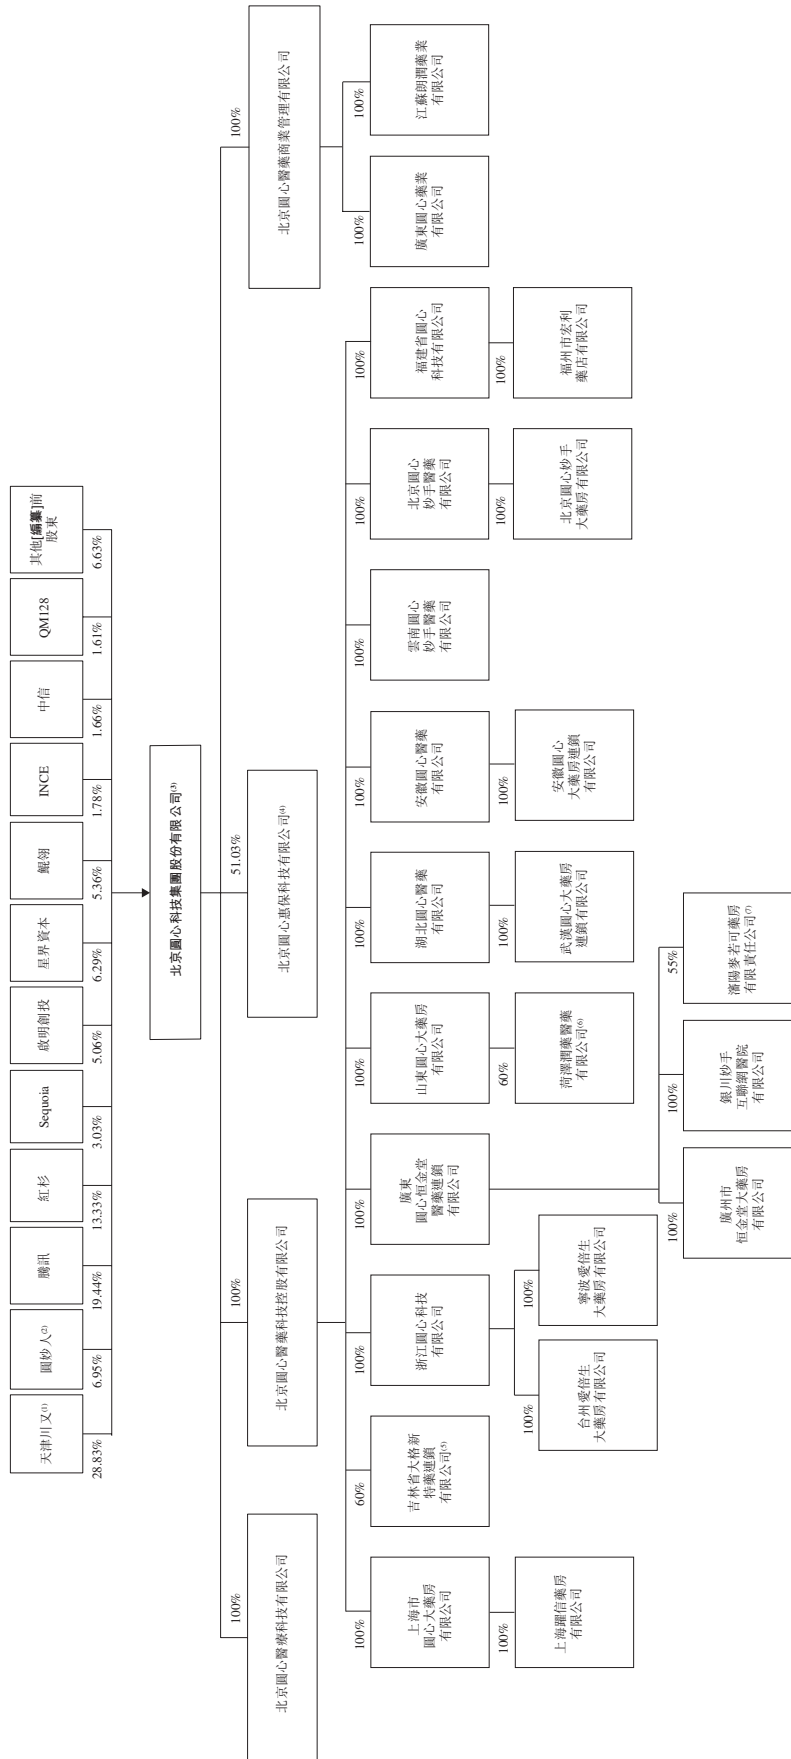 天津川又(1)
圓妙人(2)
騰訊
紅杉
Sequoia
啟明創投
星界資本
鯤翎
INCE
中信
QM128
其他[編纂]前
股東
28.83%
6.95%
19.44%
13.33%
3.03%
5.06%
6.29%
5.36%
1.78%
1.66%
1.61%
6.63%
北京圓心科技集團股份有限公司(3)
100%
100%
51.03%
100%
北京圓心醫療科技有限公司
北京圓心醫藥科技控股有限公司
北京圓心惠保科技有限公司(4)
北京圓心醫藥商業管理有限公司
100%
60%
100%
100%
100%
100%
100%
100%
100%
100%
100%
100%
上海市
圓心大藥房
有限公司
吉林省大格新
特藥連鎖
有限公司(5)
浙江圓心科技
有限公司
廣東
圓心恒金堂
醫藥連鎖
有限公司
山東圓心大藥房
有限公司
湖北圓心醫藥
有限公司
安徽圓心醫藥
有限公司
雲南圓心
妙手醫藥
有限公司
北京圓心
妙手醫藥
有限公司
福建省圓心
科技有限公司
廣東圓心藥業
有限公司
江蘇朗潤藥業
有限公司
100%
100%
100%
60%
100%
100%
100%
100%
上海躍信藥房
有限公司
台州愛倍生
大藥房有限公司
寧波愛倍生
大藥房有限公司
菏澤潤藥醫藥
有限公司(6)
武漢圓心大藥房
連鎖有限公司
安徽圓心
大藥房連鎖
有限公司
北京圓心妙手
大藥房有限公司
福州市宏利
藥店有限公司
100%
100%
55%
廣州市
恒金堂大藥房
有限公司
銀川妙手
互聯網醫院
有限公司
瀋陽麥若可藥房
有限責任公司(7)